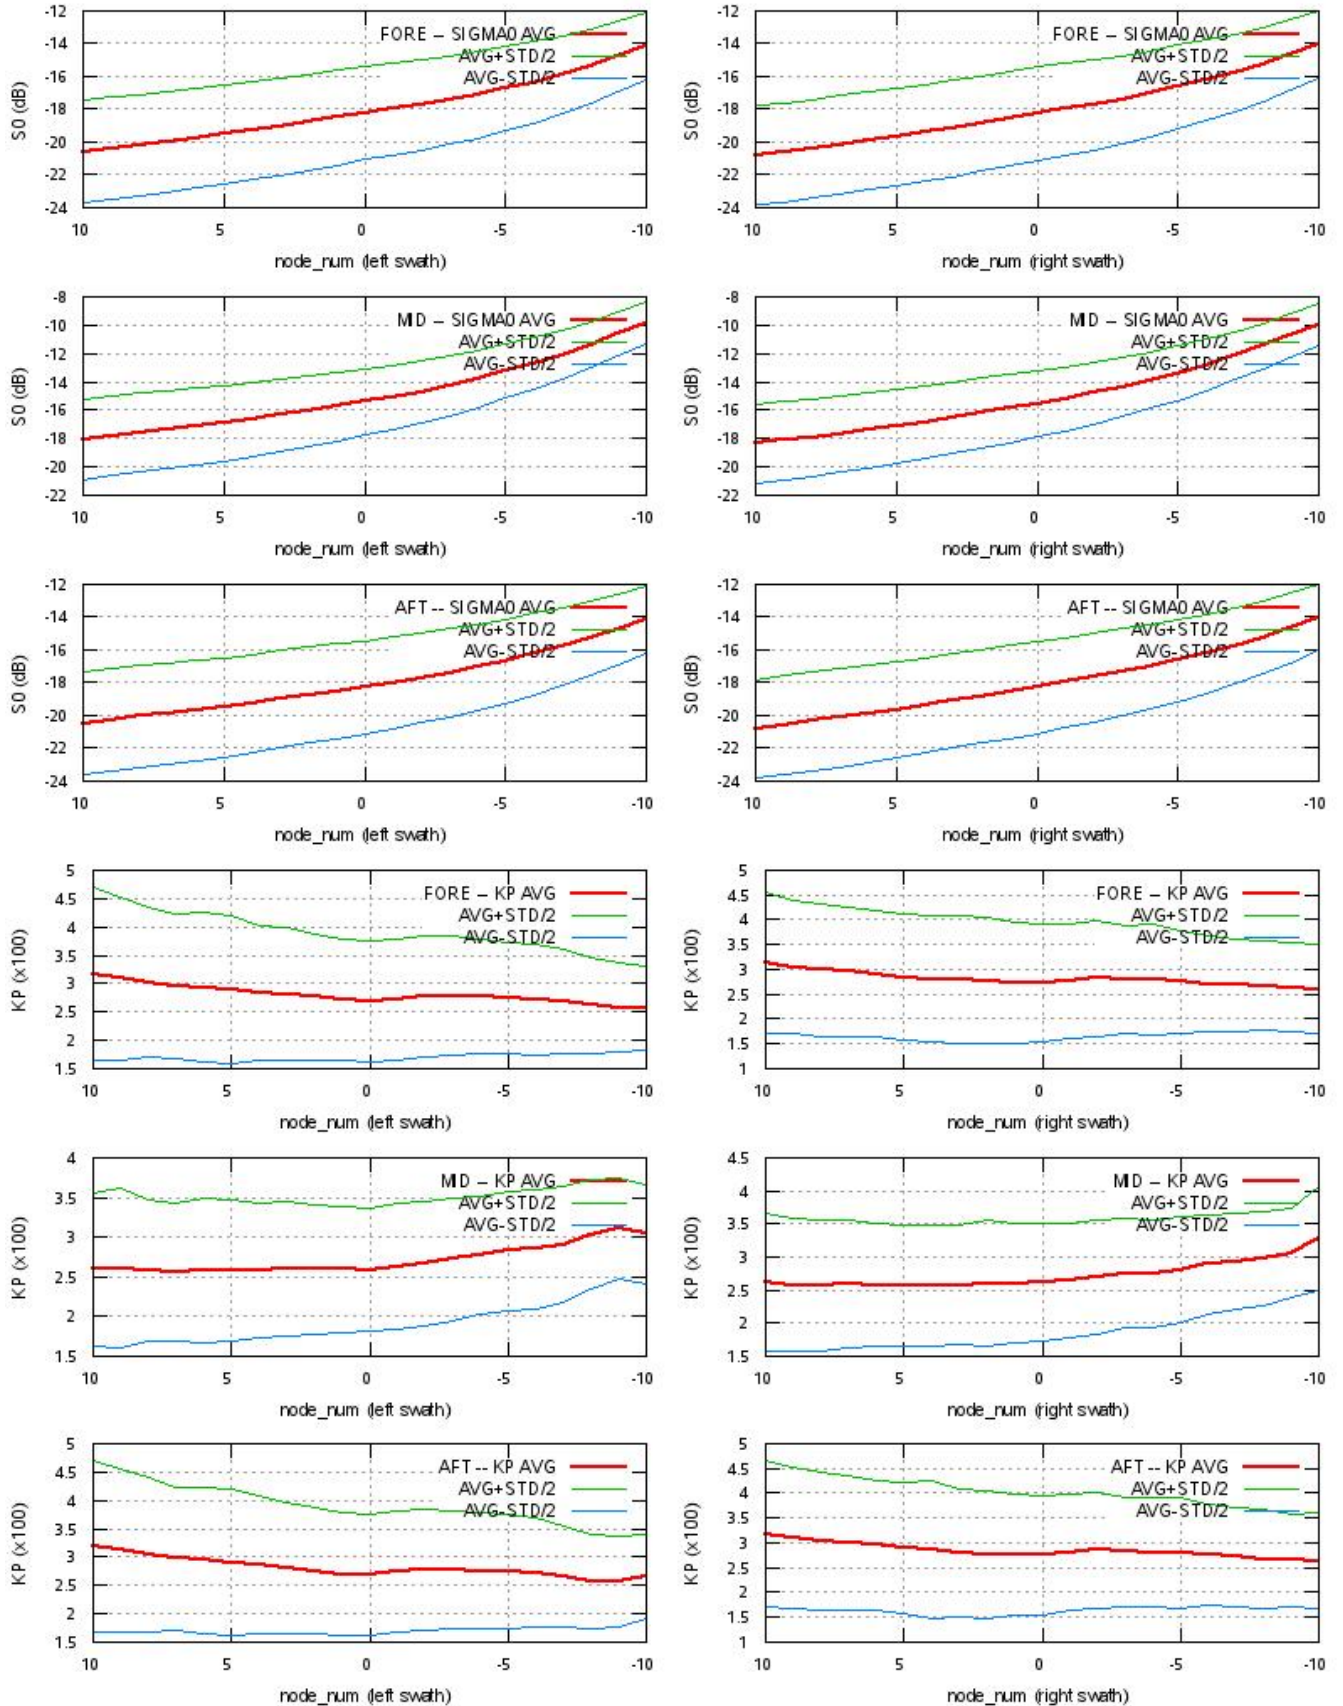 -12
FORE – SIGMA0 AVG
-14
AVG+STD/2
-16
AVG-STD/2
-18
-20
-22
-24
S0 (dB)
10 5 0 -5 -10
node_num (left swath)
-12
FORE – SIGMA0 AVG
-14
AVG+STD/2
-16
AVG-STD/2
-18
-20
-22
-24
S0 (dB)
10 5 0 -5 -10
node_num (right swath)
-8
MID – SIGMA0 AVG
-10
AVG+STD/2
-12
AVG-STD/2
-14
-16
-18
-20
-22
S0 (dB)
10 5 0 -5 -10
node_num (left swath)
-8
MID – SIGMA0 AVG
-10
AVG+STD/2
-12
AVG-STD/2
-14
-16
-18
-20
-22
S0 (dB)
10 5 0 -5 -10
node_num (right swath)
-12
AFT -- SIGMA0 AVG
-14
AVG+STD/2
-16
AVG-STD/2
-18
-20
-22
-24
S0 (dB)
10 5 0 -5 -10
node_num (left swath)
-12
AFT -- SIGMA0 AVG
-14
AVG+STD/2
-16
AVG-STD/2
-18
-20
-22
-24
S0 (dB)
10 5 0 -5 -10
node_num (right swath)
5
FORE – KP AVG
4.5
AVG+STD/2
4
AVG-STD/2
3.5
3
2.5
2
1.5
KP (x100)
10 5 0 -5 -10
node_num (left swath)
5
FORE – KP AVG
4.5
AVG+STD/2
4
AVG-STD/2
3.5
3
2.5
2
1.5
1
KP (x100)
10 5 0 -5 -10
node_num (right swath)
4
MID – KP AVG
3.5
AVG+STD/2
AVG-STD/2
3
2.5
2
1.5
KP (x100)
10 5 0 -5 -10
node_num (left swath)
4.5
MID – KP AVG
4
AVG+STD/2
3.5
AVG-STD/2
3
2.5
2
1.5
KP (x100)
10 5 0 -5 -10
node_num (right swath)
5
AFT -- KP AVG
4.5
AVG+STD/2
4
AVG-STD/2
3.5
3
2.5
2
1.5
KP (x100)
10 5 0 -5 -10
node_num (left swath)
5
AFT -- KP AVG
4.5
AVG+STD/2
4
AVG-STD/2
3.5
3
2.5
2
1.5
1
KP (x100)
10 5 0 -5 -10
node_num (right swath)